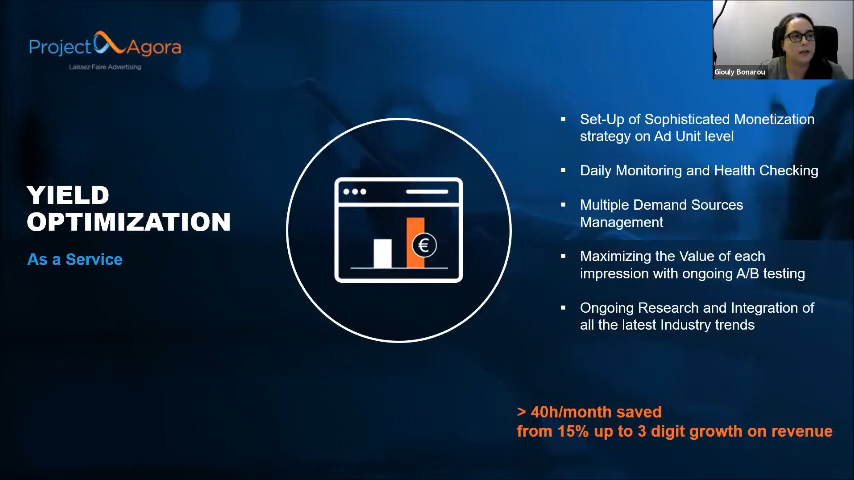 Project Agora
Laissez Faire Advertising
Giouly Bonarou
YIELD
OPTIMIZATION
As a Service
€
▪ Set-Up of Sophisticated Monetization
strategy on Ad Unit level
▪ Daily Monitoring and Health Checking
▪ Multiple Demand Sources
Management
▪ Maximizing the Value of each
impression with ongoing A/B testing
▪ Ongoing Research and Integration of
all the latest Industry trends
> 40h/month saved
from 15% up to 3 digit growth on revenue